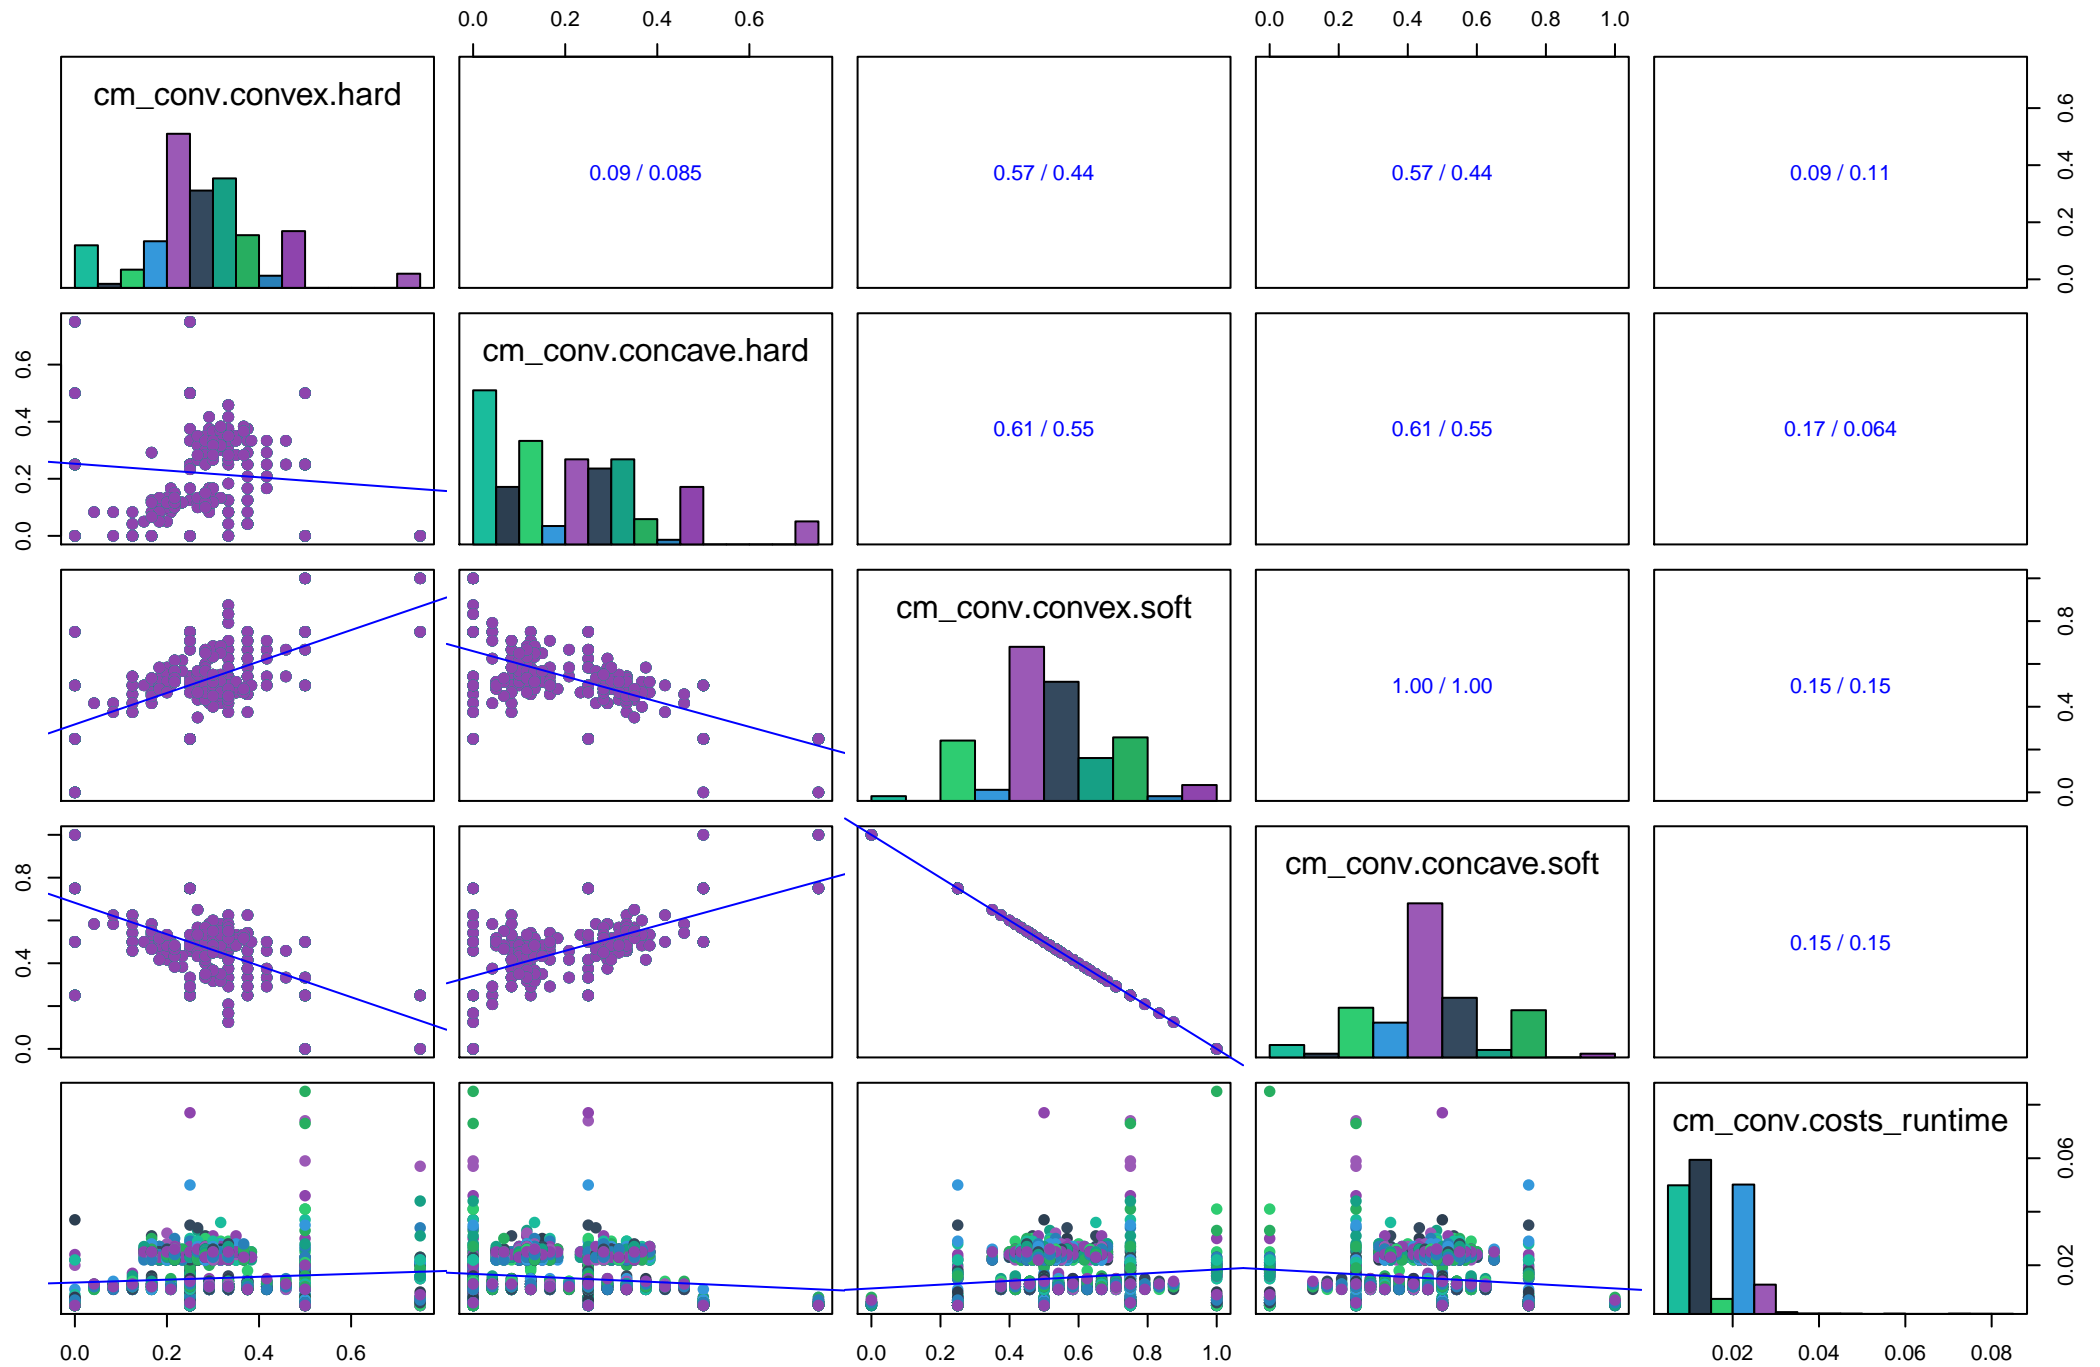 0.0 0.2 0.4 0.6
0.0 0.2 0.4 0.6 0.8 1.0
cm_conv.convex.hard
0.09 / 0.085
0.57 / 0.44
0.57 / 0.44
0.09 / 0.11
0.0 0.2 0.4 0.6
0.0 0.2 0.4 0.6
cm_conv.concave.hard
0.61 / 0.55
0.61 / 0.55
0.17 / 0.064
cm_conv.convex.soft
1.00 / 1.00
0.15 / 0.15
0.0 0.4 0.8
0.0 0.4 0.8
cm_conv.concave.soft
0.15 / 0.15
cm_conv.costs_runtime
0.02 0.06
0.0 0.2 0.4 0.6
0.0 0.2 0.4 0.6 0.8 1.0
0.02 0.04 0.06 0.08